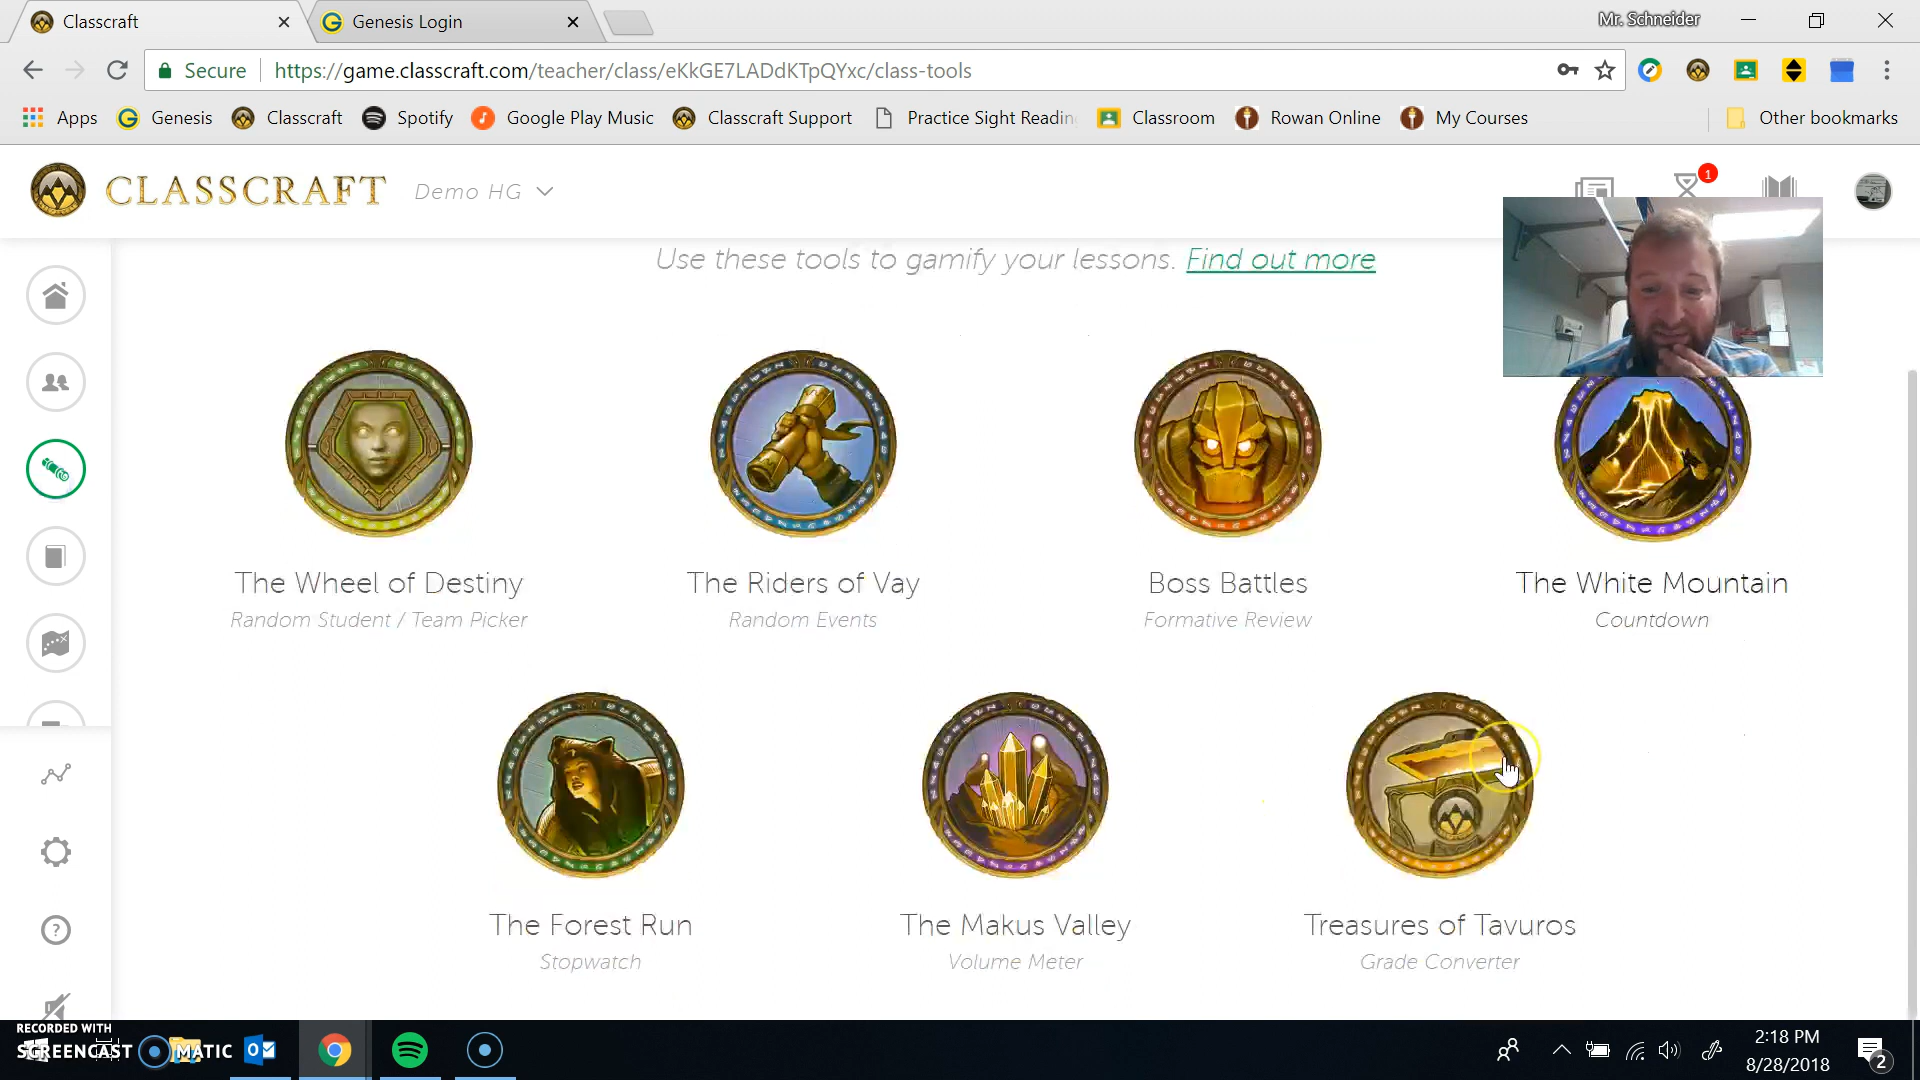 Classcraft
Genesis Login
Mr. Schneider
Secure https://game.classcraft.com/teacher/class/eKkGE7LADdKTpQYxc/class-tools
Apps Genesis Classcraft Spotify Google Play Music Classcraft Support Practice Sight Readin Classroom Rowan Online My Courses Other bookmarks
CLASSCRAFT Demo HG 1
Use these tools to gamify your lessons. Find out more
The Wheel of Destiny
Random Student / Team Picker
The Riders of Vay
Random Events
Boss Battles
Formative Review
The White Mountain
Countdown
The Forest Run
Stopwatch
The Makus Valley
Volume Meter
Treasures of Tavuros
Grade Converter
RECORDED WITH
SCREENCAST MATIC
2:18 PM
8/28/2018
2